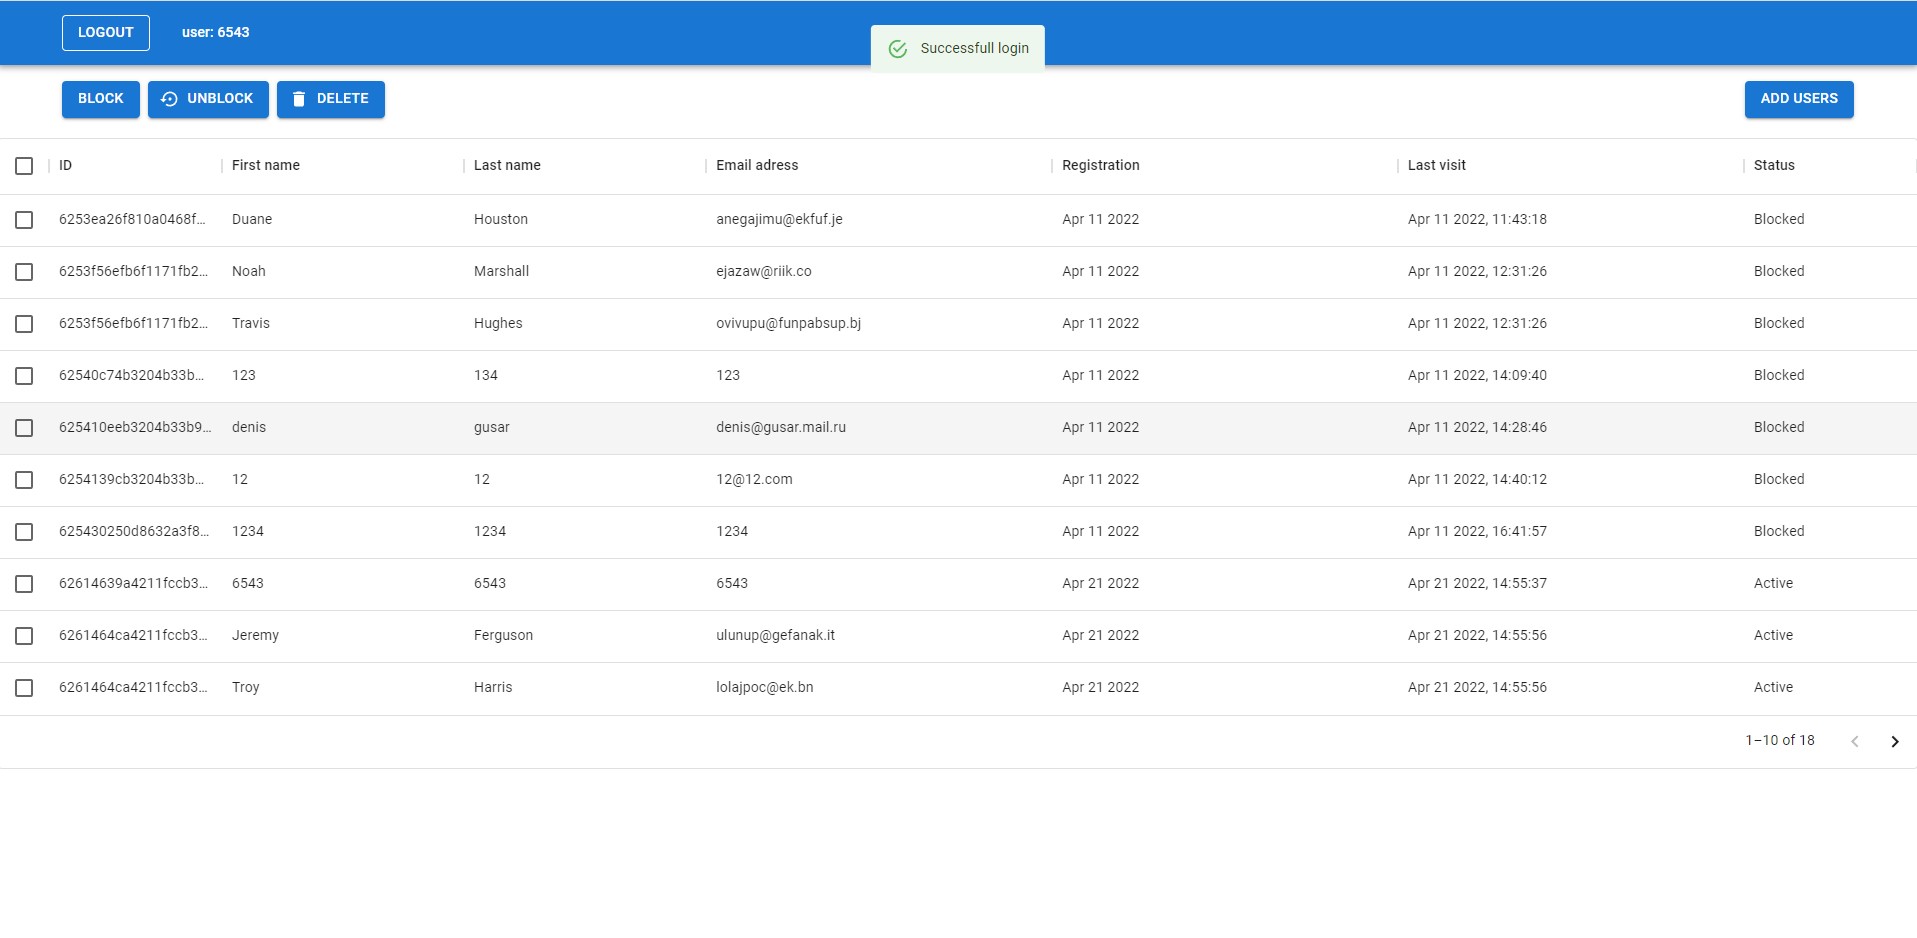 LOGOUT user: 6543
Successfull login
BLOCK UNBLOCK DELETE ADD USERS
ID First name Last name Email adress Registration Last visit Status
6253ea26f810a0468f... Duane Houston anegajimu@ekfuf.je Apr 11 2022 Apr 11 2022, 11:43:18 Blocked
6253f56efb6f1171fb2... Noah Marshall ejazaw@riik.co Apr 11 2022 Apr 11 2022, 12:31:26 Blocked
6253f56efb6f1171fb2... Travis Hughes ovivupu@funpabsup.bj Apr 11 2022 Apr 11 2022, 12:31:26 Blocked
62540c74b3204b33b... 123 134 123 Apr 11 2022 Apr 11 2022, 14:09:40 Blocked
625410eeb3204b33b9... denis gusar denis@gusar.mail.ru Apr 11 2022 Apr 11 2022, 14:28:46 Blocked
6254139cb3204b33b... 12 12 12@12.com Apr 11 2022 Apr 11 2022, 14:40:12 Blocked
625430250d8632a3f8... 1234 1234 1234 Apr 11 2022 Apr 11 2022, 16:41:57 Blocked
62614639a4211fccb3... 6543 6543 6543 Apr 21 2022 Apr 21 2022, 14:55:37 Active
6261464ca4211fccb3... Jeremy Ferguson ulunup@gefanak.it Apr 21 2022 Apr 21 2022, 14:55:56 Active
6261464ca4211fccb3... Troy Harris lolajpoc@ek.bn Apr 21 2022 Apr 21 2022, 14:55:56 Active
1–10 of 18